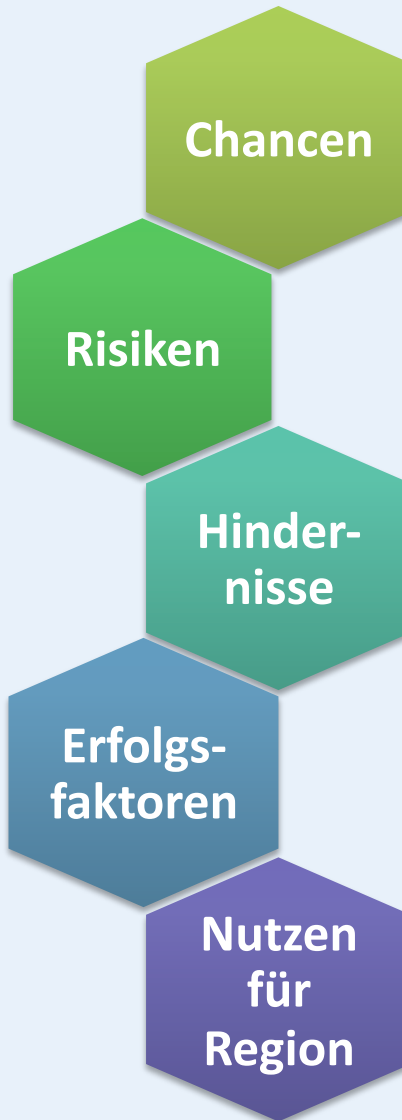 Chancen
Risiken
Hinder-
nisse
Erfolgs-
faktoren
Nutzen
für
Region